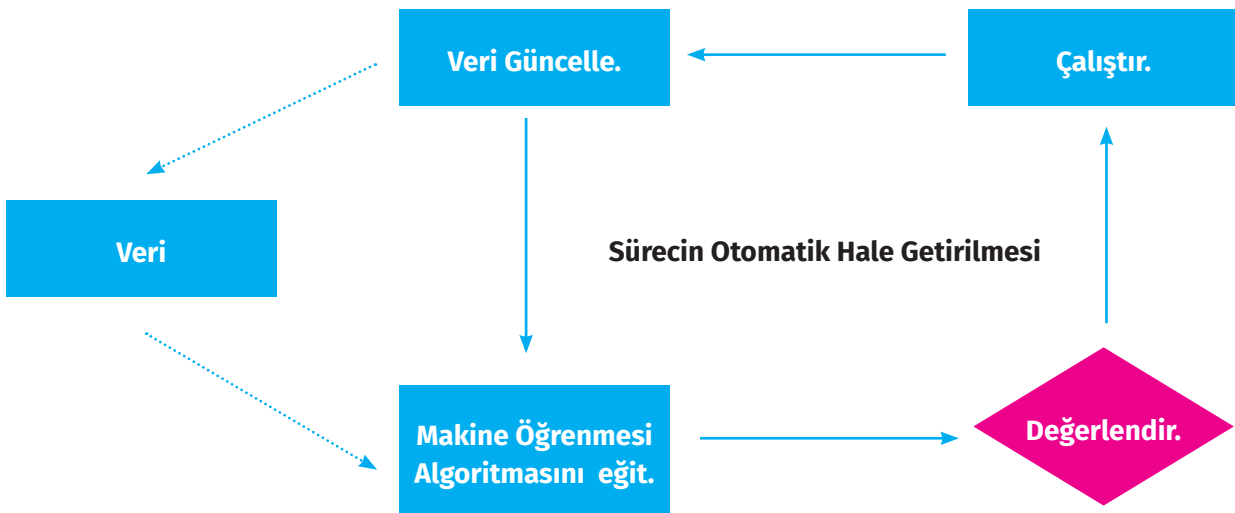 Veri Güncelle.
Çalıştır.
Veri
Sürecin Otomatik Hale Getirilmesi
Makine Öğrenmesi
Algoritmasını eğit.
Değerlendir.